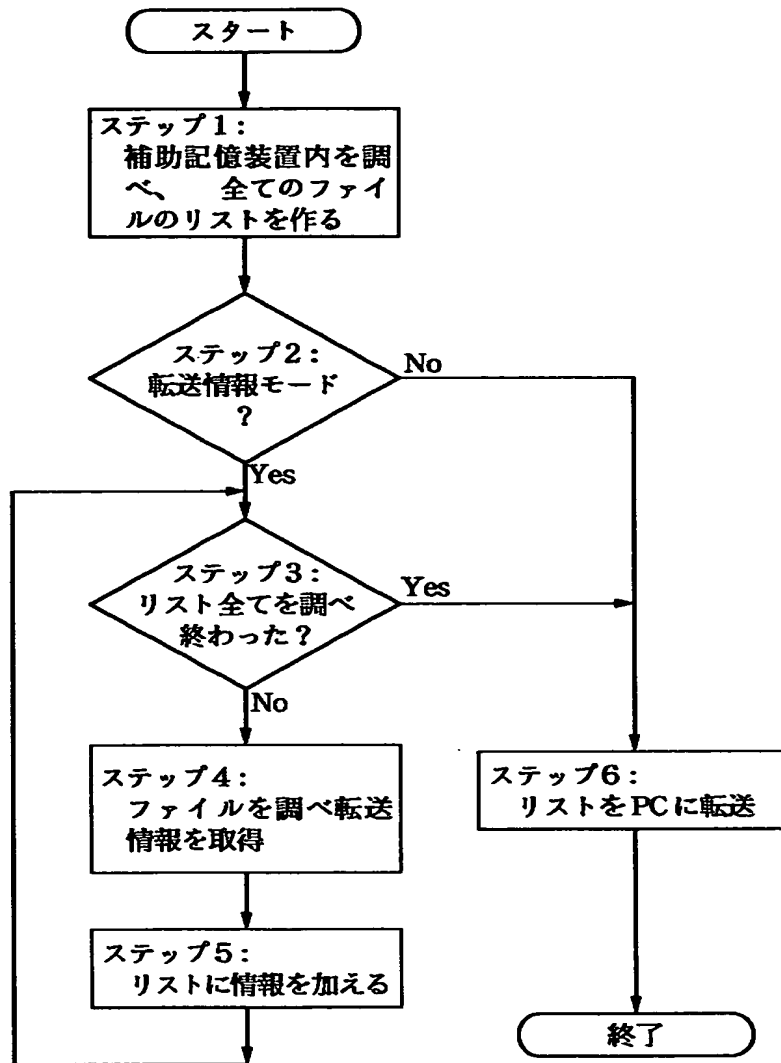 スタート
ステップ1:
補助記憶装置内を調
べ、 全てのファイ
ルのリストを作る
ステップ2:
転送情報モード
?
No
Yes
ステップ3:
リスト全てを調べ
終わった?
Yes
No
ステップ4:
ファイルを調べ転送
情報を取得
ステップ5:
リストに情報を加える
ステップ6:
リストをPCに転送
終了